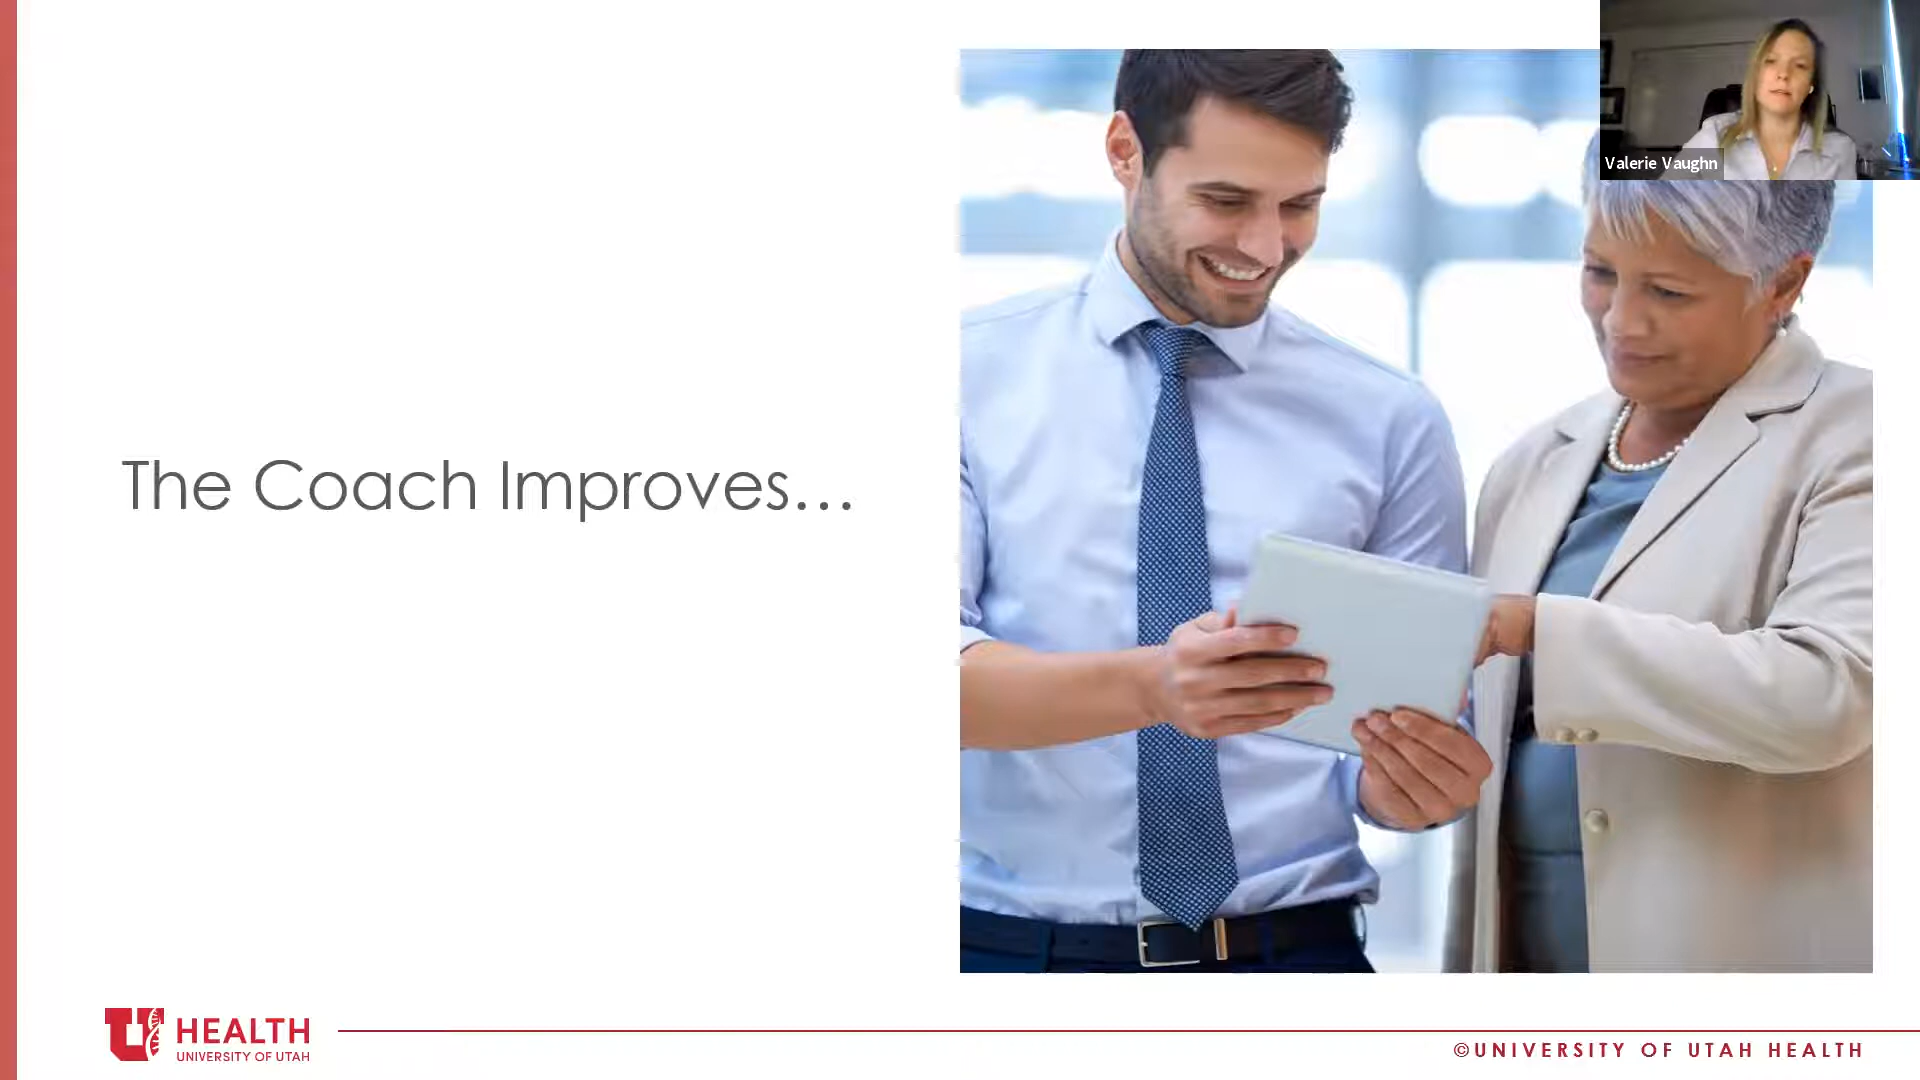 Valerie Vaughn
The Coach Improves...
HEALTH
UNIVERSITY OF UTAH
©UNIVERSITY OF UTAH HEALTH